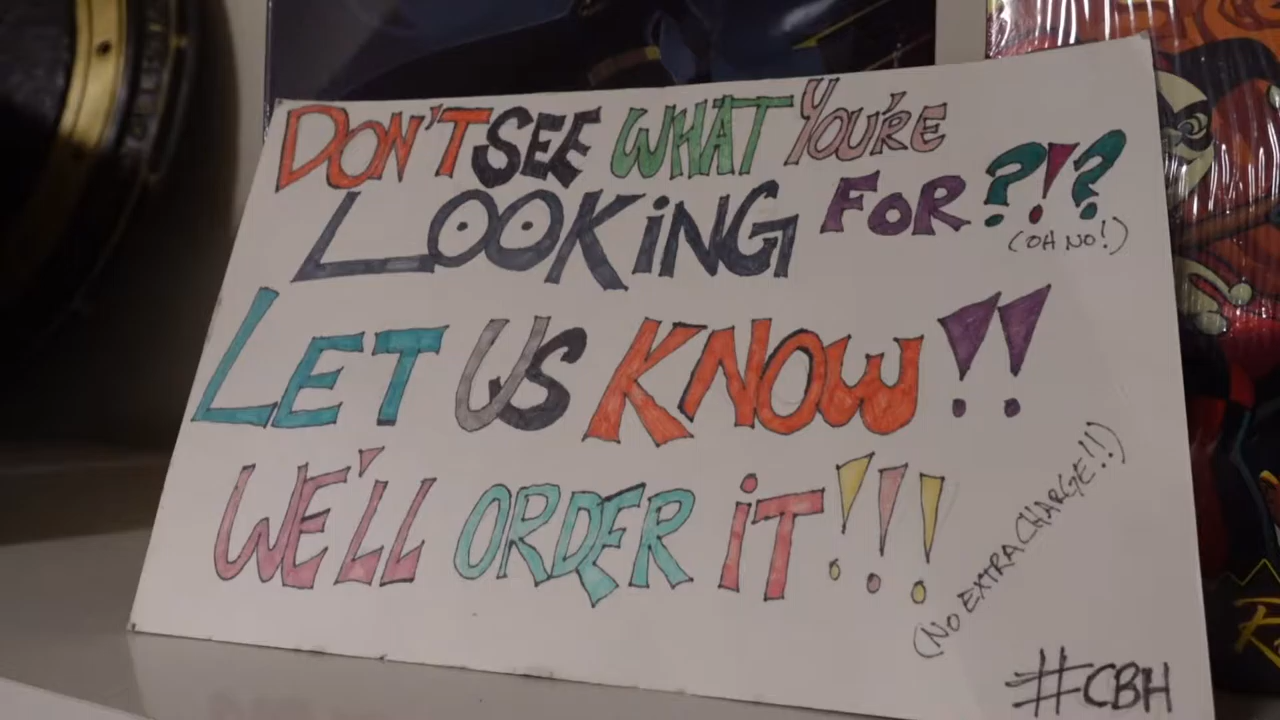 DON'T SEE WHAT YOU'RE
LOOKiNG FOR?!?
(OH NO!)
LET US KNOW!!
WE'LL ORDER iT!!!
(NO EXTRA CHARGE!!)
#CBH